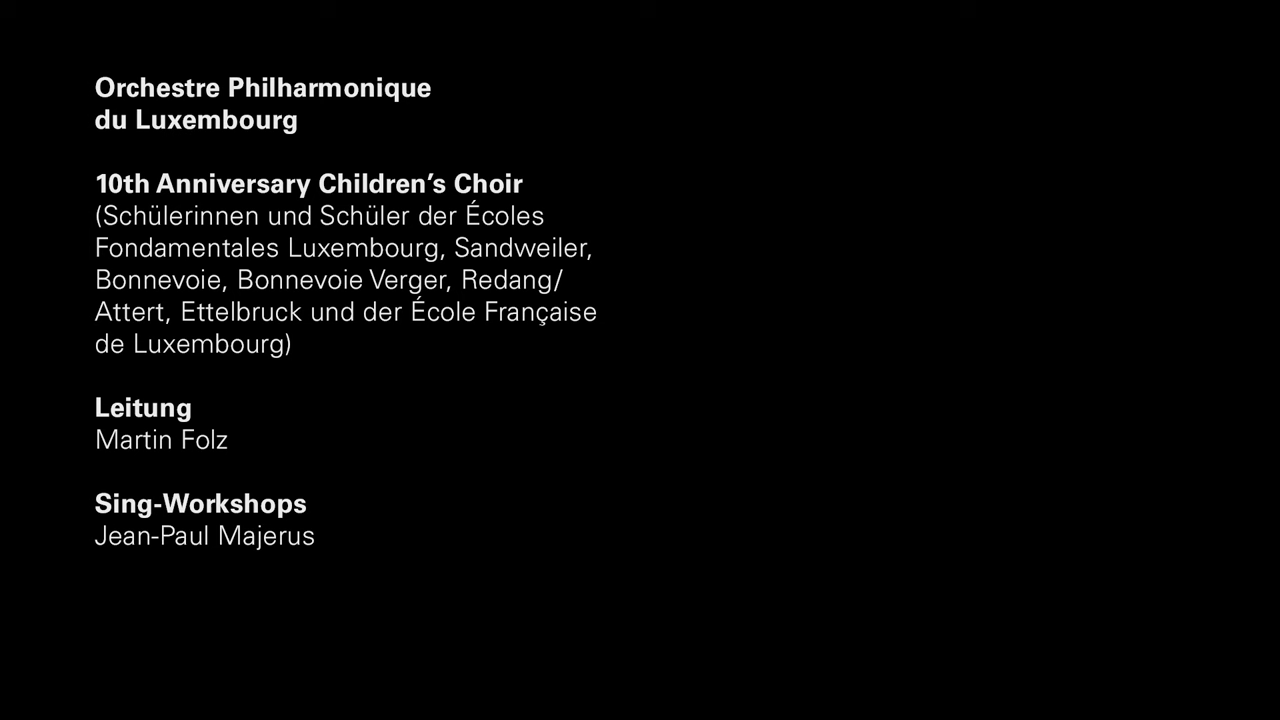 Orchestre Philharmonique
du Luxembourg
10th Anniversary Children’s Choir
(Schülerinnen und Schüler der Écoles
Fondamentales Luxembourg, Sandweiler,
Bonnevoie, Bonnevoie Verger, Redang/
Attert, Ettelbruck und der École Française
de Luxembourg)
Leitung
Martin Folz
Sing-Workshops
Jean-Paul Majerus